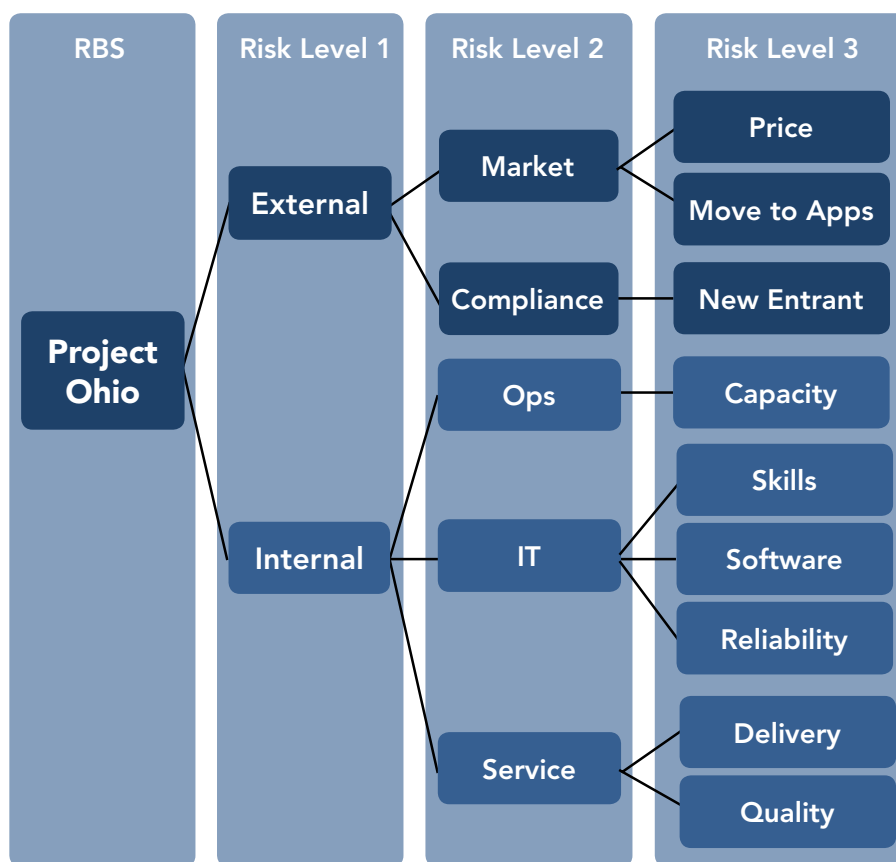 RBS
Risk Level 1
Risk Level 2
Risk Level 3
Project
Ohio
External
Internal
Market
Compliance
Ops
IT
Service
Price
Move to Apps
New Entrant
Capacity
Skills
Software
Reliability
Delivery
Quality